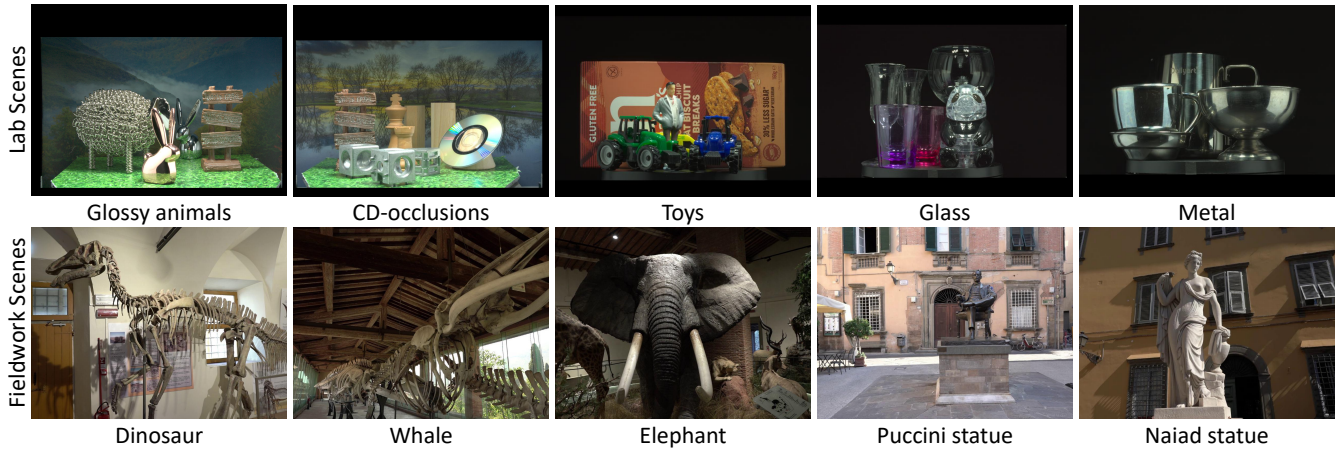 Lab Scenes
GLUTEN FREE
BISCUIT
BREAKS
30% LESS SUGAR*
Glossy animals
CD-occlusions
Toys
Glass
Metal
Fieldwork Scenes
Dinosaur
Whale
Elephant
Puccini statue
Naiad statue